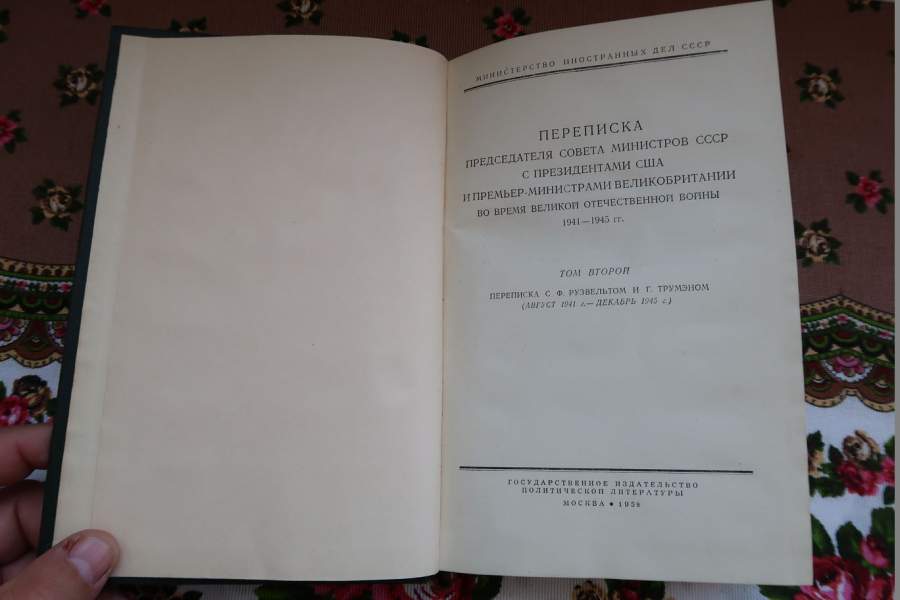 МИНИСТЕРСТВО ИНОСТРАННЫХ ДЕЛ СССР
ПЕРЕПИСКА
ПРЕДСЕДАТЕЛЯ СОВЕТА МИНИСТРОВ СССР
С ПРЕЗИДЕНТАМИ США
И ПРЕМЬЕР-МИНИСТРАМИ ВЕЛИКОБРИТАНИИ
ВО ВРЕМЯ ВЕЛИКОЙ ОТЕЧЕСТВЕННОЙ ВОЙНЫ
1941—1945 гг.
ТОМ ВТОРОЙ
ПЕРЕПИСКА С Ф. РУЗВЕЛЬТОМ И Г. ТРУМЭНОМ
(АВГУСТ 1941 г.—ДЕКАБРЬ 1945 г.)
ГОСУДАРСТВЕННОЕ ИЗДАТЕЛЬСТВО
ПОЛИТИЧЕСКОЙ ЛИТЕРАТУРЫ
МОСКВА • 1958